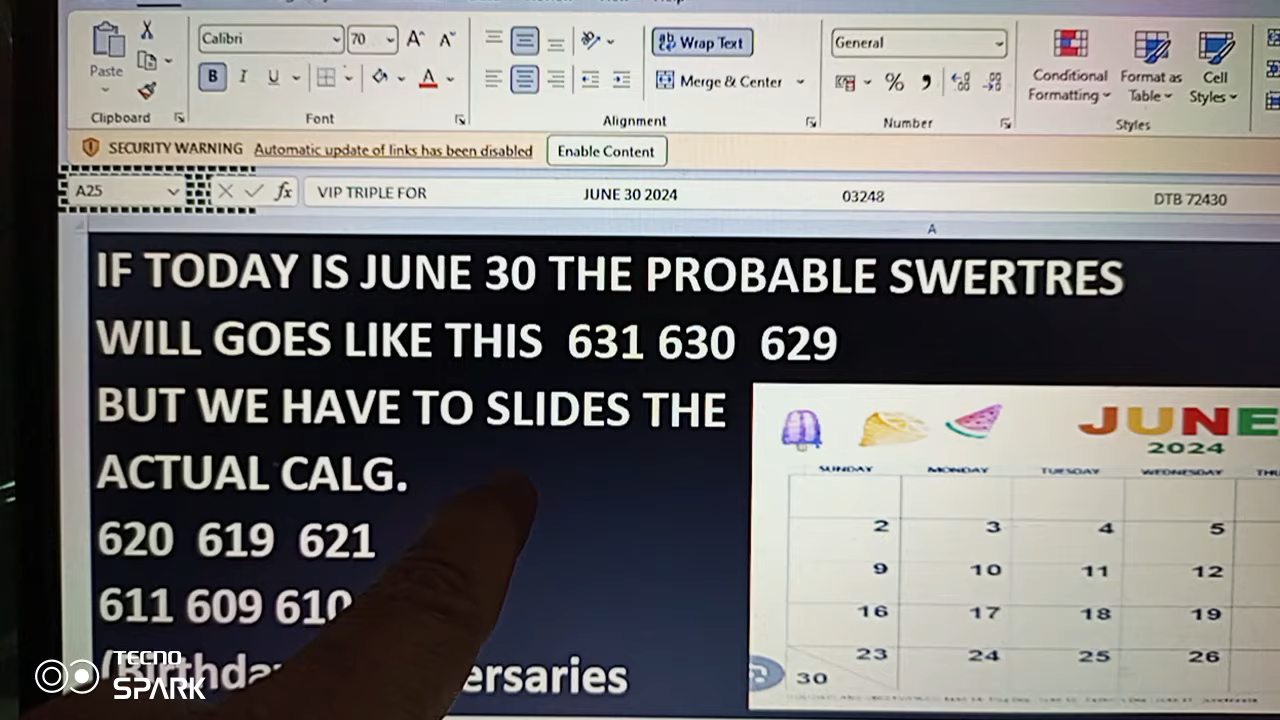 Calibri
70
Wrap Text
General
Paste
B I U
Merge & Center
Conditional Formatting
Format as Table
Cell Styles
Clipboard
Font
Alignment
Number
Styles
SECURITY WARNING Automatic update of links has been disabled Enable Content
A25 fx VIP TRIPLE FOR JUNE 30 2024 03248 DTB 72430
A
IF TODAY IS JUNE 30 THE PROBABLE SWERTRES
WILL GOES LIKE THIS 631 630 629
BUT WE HAVE TO SLIDES THE
ACTUAL CALG.
620 619 621
611 609 610
JUNE
2024
SUNDAY MONDAY TUESDAY WEDNESDAY
2 3 4 5
9 10 11 12
16 17 18 19
23 24 25 26
30
TECNO
SPARK